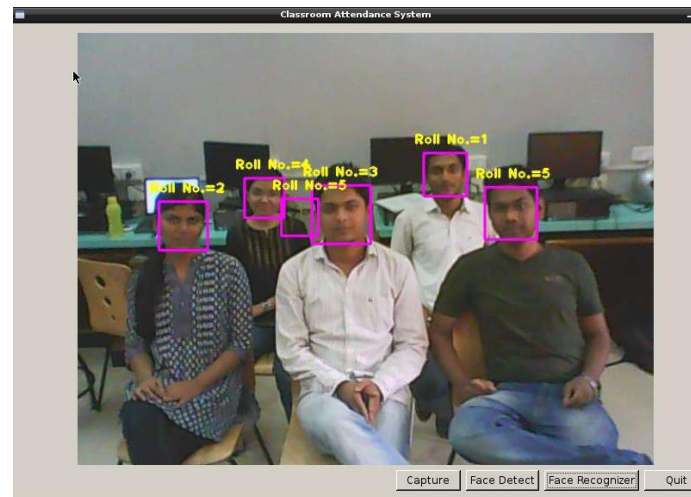 Classroom Attendance System
Roll No.=1
Roll No.=4
Roll No.=3
Roll No.=5
Roll No.=2
Roll No.=5
Capture
Face Detect
Face Recognizer
Quit